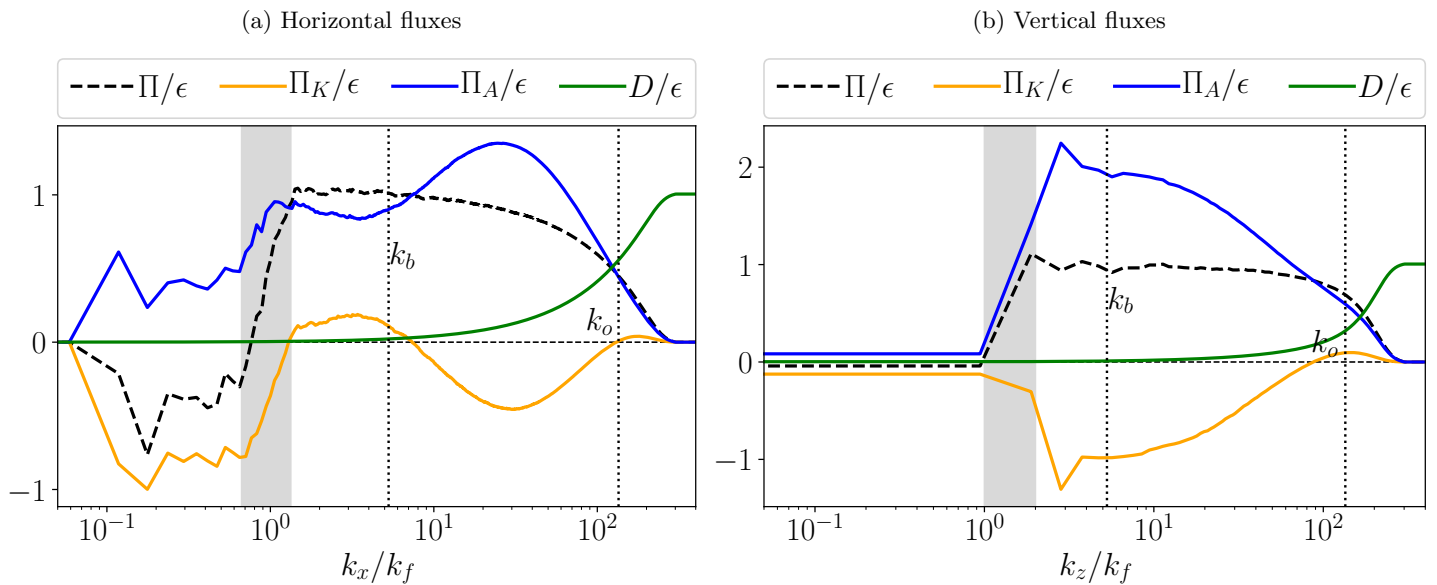 (a) Horizontal fluxes
Π/ϵ Π_K/ϵ Π_A/ϵ D/ϵ
1
0
−1
k_b
k_o
10^{−1} 10^0 10^1 10^2
k_x/k_f
(b) Vertical fluxes
Π/ϵ Π_K/ϵ Π_A/ϵ D/ϵ
2
1
0
−1
k_b
k_o
10^{−1} 10^0 10^1 10^2
k_z/k_f